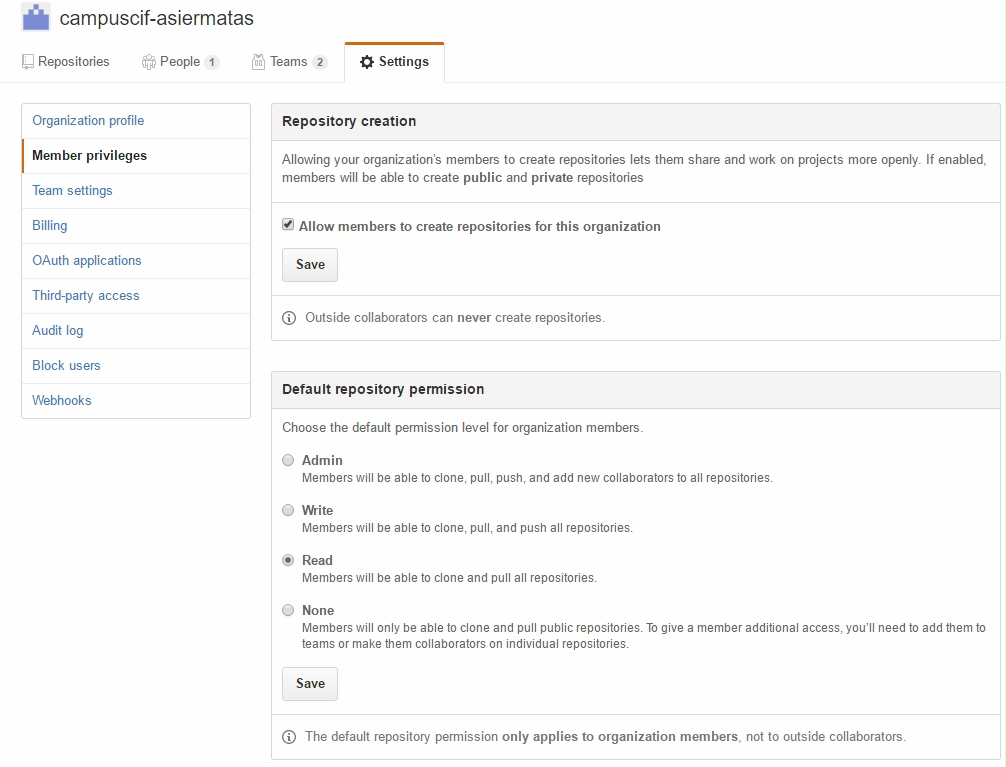 campuscif-asiermatas
Repositories People 1 Teams 2 Settings
Organization profile
Member privileges
Team settings
Billing
OAuth applications
Third-party access
Audit log
Block users
Webhooks
Repository creation
Allowing your organization's members to create repositories lets them share and work on projects more openly. If enabled,
members will be able to create public and private repositories
Allow members to create repositories for this organization
Save
Outside collaborators can never create repositories.
Default repository permission
Choose the default permission level for organization members.
Admin
Members will be able to clone, pull, push, and add new collaborators to all repositories.
Write
Members will be able to clone, pull, and push all repositories.
Read
Members will be able to clone and pull all repositories.
None
Members will only be able to clone and pull public repositories. To give a member additional access, you'll need to add them to
teams or make them collaborators on individual repositories.
Save
The default repository permission only applies to organization members, not to outside collaborators.